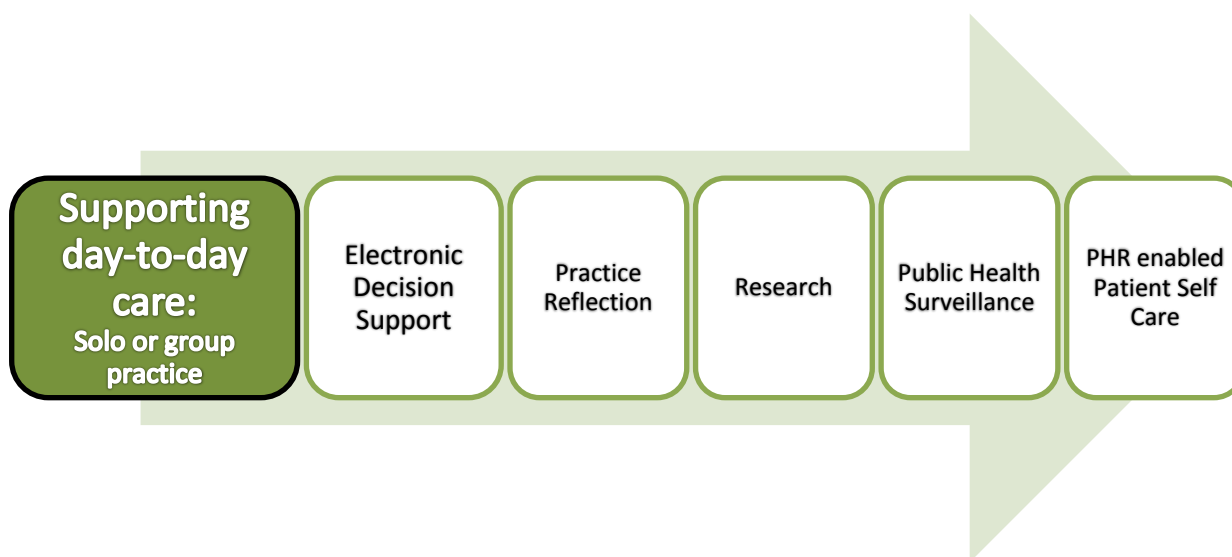 Supporting
day-to-day
care:
Solo or group
practice
Electronic
Decision
Support
Practice
Reflection
Research
Public Health
Surveillance
PHR enabled
Patient Self
Care